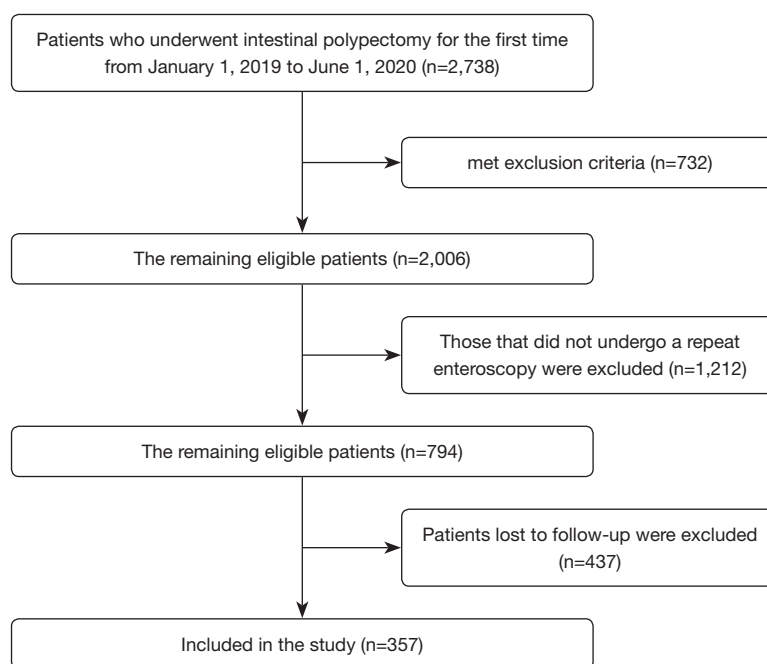 Patients who underwent intestinal polypectomy for the first time
from January 1, 2019 to June 1, 2020 (n=2,738)
met exclusion criteria (n=732)
The remaining eligible patients (n=2,006)
Those that did not undergo a repeat
enteroscopy were excluded (n=1,212)
The remaining eligible patients (n=794)
Patients lost to follow-up were excluded
(n=437)
Included in the study (n=357)